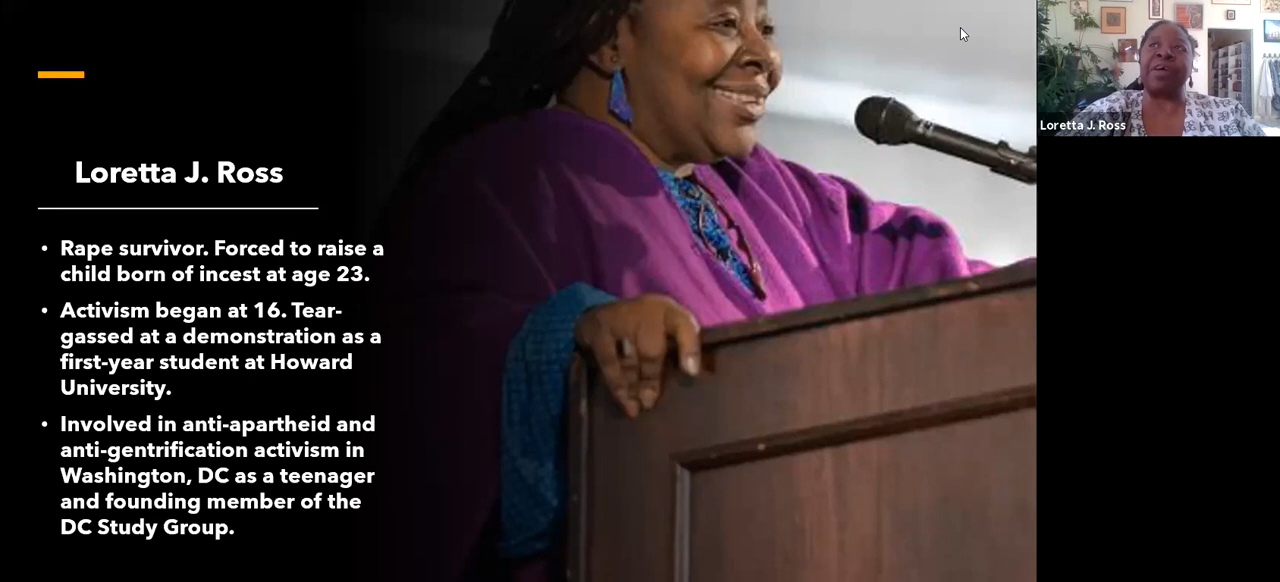 Loretta J. Ross
• Rape survivor. Forced to raise a
child born of incest at age 23.
• Activism began at 16. Tear-
gassed at a demonstration as a
first-year student at Howard
University.
• Involved in anti-apartheid and
anti-gentrification activism in
Washington, DC as a teenager
and founding member of the
DC Study Group.
Loretta J. Ross